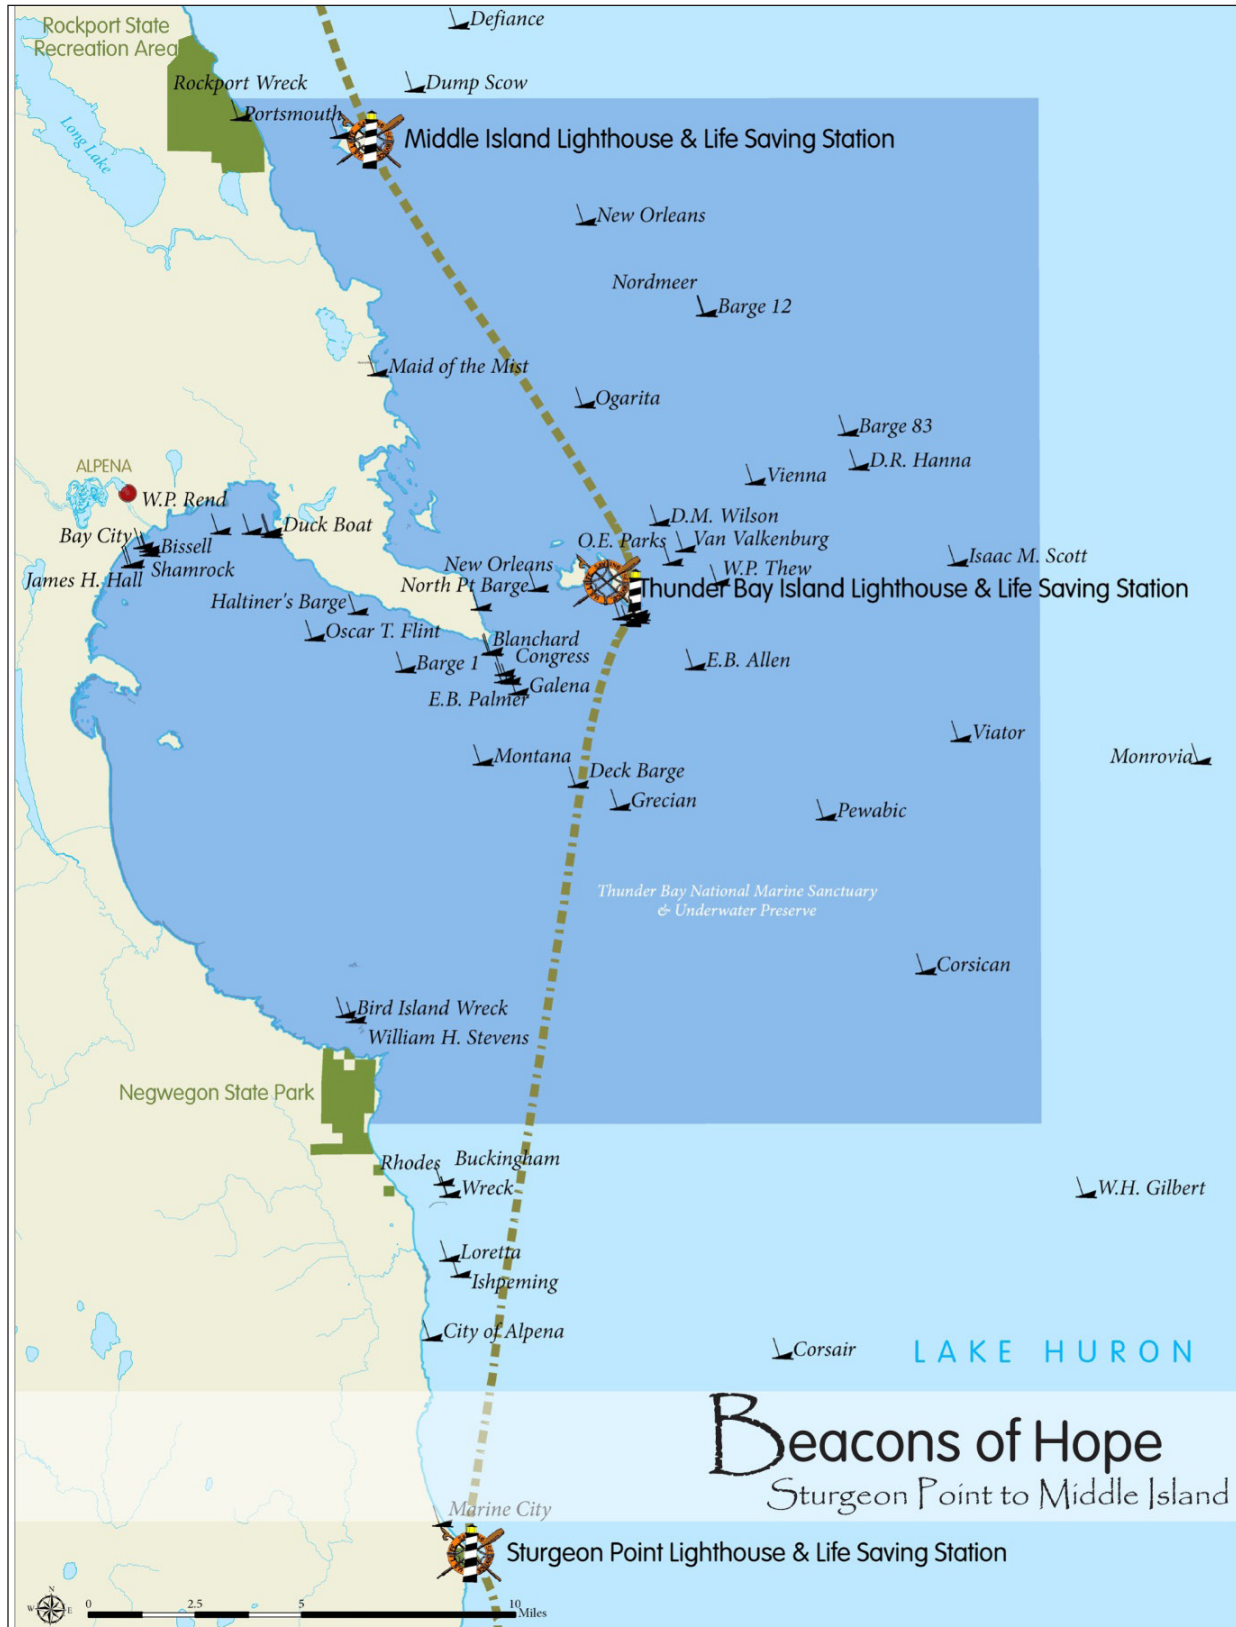 Rockport State
Recreation Area
Defiance
Rockport Wreck
Dump Scow
Portsmouth
Long Lake
Middle Island Lighthouse & Life Saving Station
New Orleans
Nordmeer
Barge 12
Maid of the Mist
Ogarita
Barge 83
D.R. Hanna
ALPENA
Vienna
W.P. Rend
D.M. Wilson
Duck Boat
Bay City
Bissell
O.E. Parks
Van Valkenburg
Isaac M. Scott
Shamrock
New Orleans
W.P. Thew
James H. Hall
North Pt Barge
Thunder Bay Island Lighthouse & Life Saving Station
Haltiner's Barge
Oscar T. Flint
Blanchard
Congress
Barge 1
E.B. Allen
Galena
E.B. Palmer
Viator
Montana
Monrovia
Deck Barge
Grecian
Pewabic
Thunder Bay National Marine Sanctuary
& Underwater Preserve
Corsican
Bird Island Wreck
William H. Stevens
Negwegon State Park
Buckingham
Rhodes
Wreck
W.H. Gilbert
Loretta
Ishpeming
City of Alpena
Corsair
LAKE HURON
Beacons of Hope
Sturgeon Point to Middle Island
Marine City
Sturgeon Point Lighthouse & Life Saving Station
N
W E
S
0 2.5 5 10
Miles